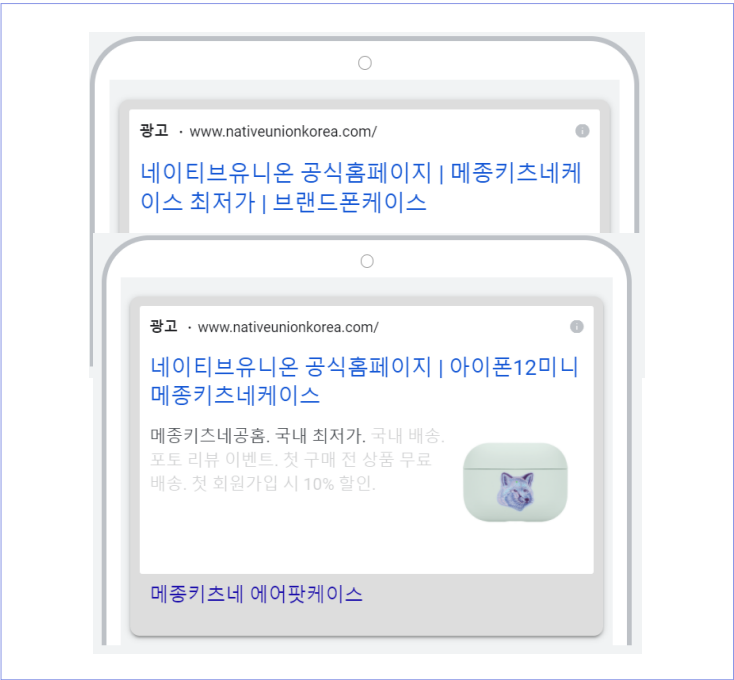 광고 · www.nativeunionkorea.com/
네이티브유니온 공식홈페이지 | 메종키츠네케
이스 최저가 | 브랜드폰케이스
광고 · www.nativeunionkorea.com/
네이티브유니온 공식홈페이지 | 아이폰12미니
메종키츠네케이스
메종키츠네공홈. 국내 최저가. 국내 배송.
포토 리뷰 이벤트. 첫 구매 전 상품 무료
배송. 첫 회원가입 시 10% 할인.
메종키츠네 에어팟케이스